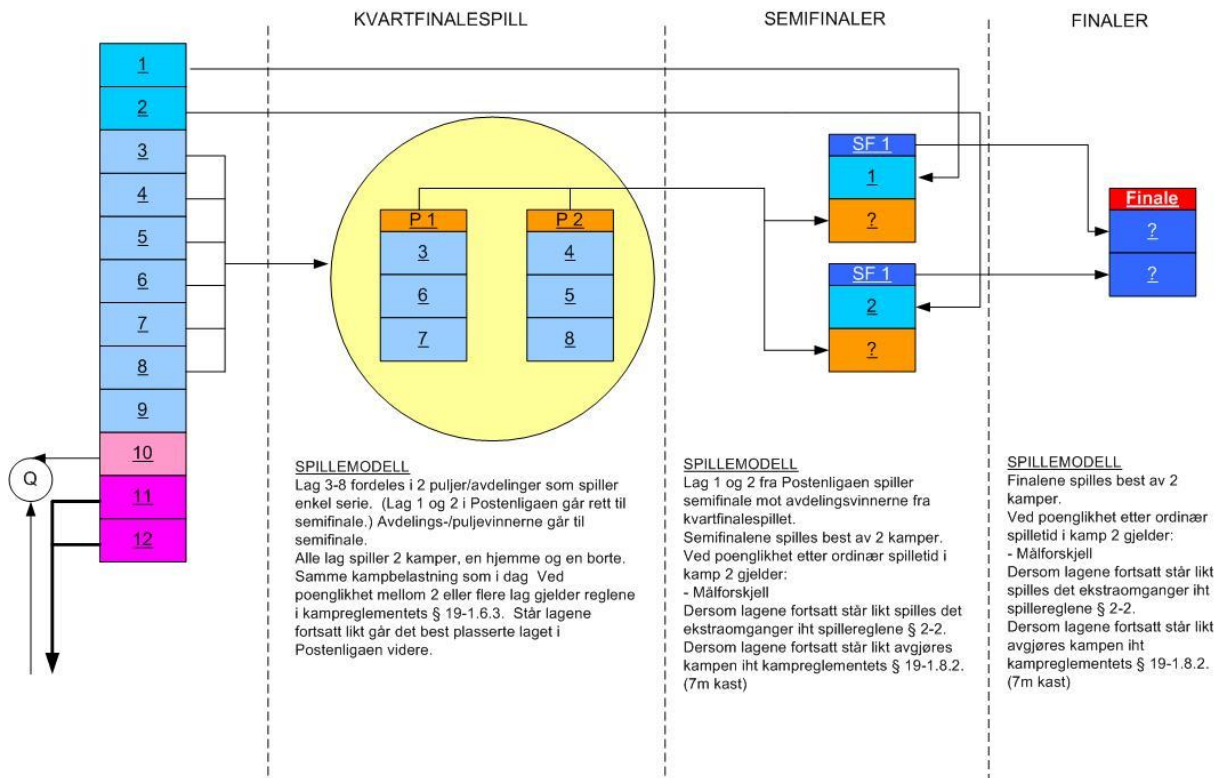 KVARTFINALESPILL
SEMIFINALER
FINALER
1
2
3
4
5
6
7
8
9
10
11
12
Q
P 1
3
6
7
P 2
4
5
8
SF 1
1
?
SF 1
2
?
Finale
?
?
SPILLEMODELL
Lag 3-8 fordeles i 2 puljer/avdelinger som spiller
enkel serie. (Lag 1 og 2 i Postenligaen går rett til
semifinale.) Avdelings-/puljevinnerne går til
semifinale.
Alle lag spiller 2 kamper, en hjemme og en borte.
Samme kampbelastning som i dag Ved
poenglikhet mellom 2 eller flere lag gjelder reglene
i kampreglementets § 19-1.6.3. Står lagene
fortsatt likt går det best plasserte laget i
Postenligaen videre.
SPILLEMODELL
Lag 1 og 2 fra Postenligaen spiller
semifinale mot avdelingsvinnerne fra
kvartfinalespillet.
Semifinalene spilles best av 2 kamper.
Ved poenglikhet etter ordinær spilletid i
kamp 2 gjelder:
- Målforskjell
Dersom lagene fortsatt står likt spilles det
ekstraomganger iht spillereglene § 2-2.
Dersom lagene fortsatt står likt avgjøres
kampen iht kampreglementets § 19-1.8.2.
(7m kast)
SPILLEMODELL
Finalene spilles best av 2
kamper.
Ved poenglikhet etter ordinær
spilletid i kamp 2 gjelder:
- Målforskjell
Dersom lagene fortsatt står likt
spilles det ekstraomganger iht
spillereglene § 2-2.
Dersom lagene fortsatt står likt
avgjøres kampen iht
kampreglementets § 19-1.8.2.
(7m kast)